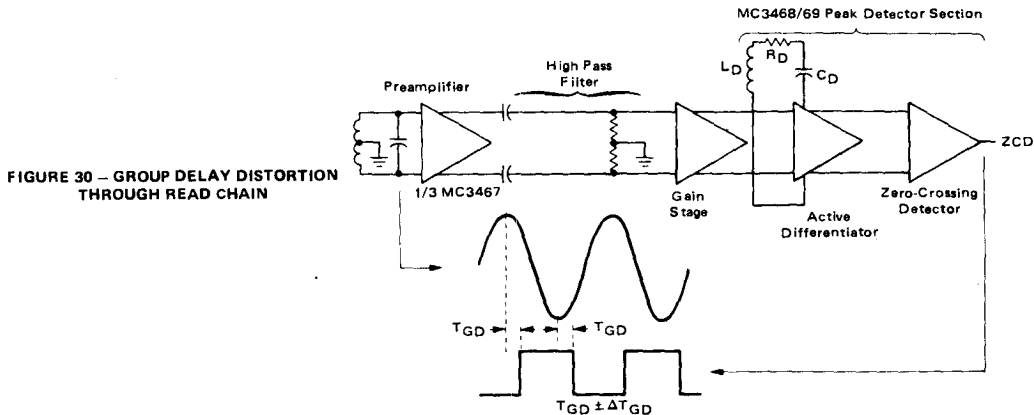 MC3468/69 Peak Detector Section
R_D
L_D
C_D
High Pass
Filter
Preamplifier
ZCD
FIGURE 30 – GROUP DELAY DISTORTION
THROUGH READ CHAIN
1/3 MC3467
Gain
Stage
Zero-Crossing
Detector
Active
Differentiator
T_GD
T_GD
T_GD ± ΔT_GD